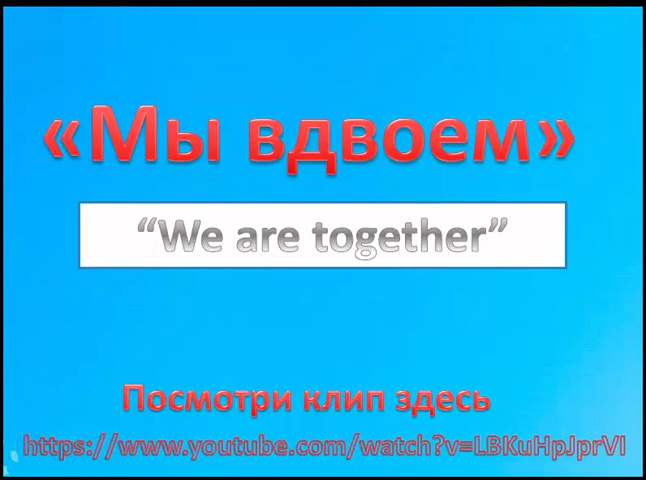 «Мы вдвоем»
“We are together”
Посмотри клип здесь
https://www.youtube.com/watch?v=LBKuHpJprVI